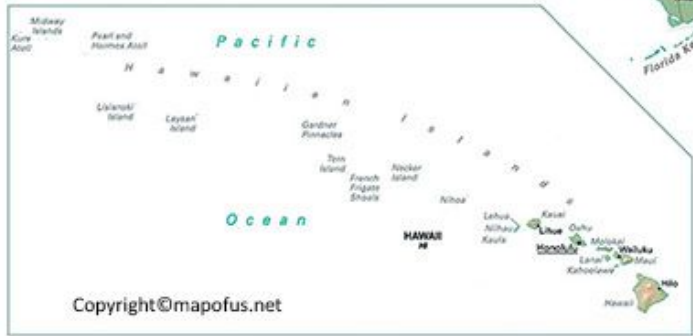 Midway
Islands
Kure
Atoll
Pearl and
Hermes Atoll
Pacific
Florida
Hawaiian Islands
Lisianski
Island
Laysan
Island
Gardner
Pinnacles
Tern
Island
French
Frigate
Shoals
Necker
Island
Nihoa
Ocean
HAWAII
HI
Lehua
Niihau
Kaula
Kauai
Lihue
Oahu
Honolulu
Molokai
Wailuku
Lanai
Maui
Kahoolawe
Hilo
Hawaii
Copyright©mapofus.net